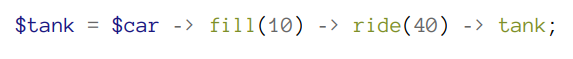 $tank = $car -> fill(10) -> ride(40) -> tank;